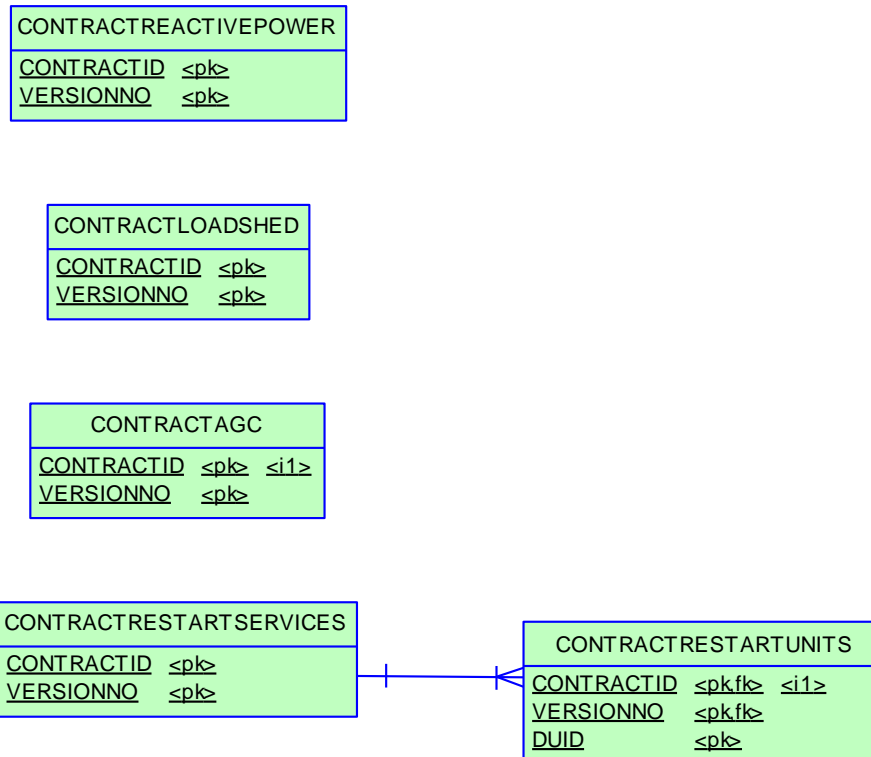 CONTRACTREACTIVEPOWER
CONTRACTID <pk>
VERSIONNO <pk>
CONTRACTLOADSHED
CONTRACTID <pk>
VERSIONNO <pk>
CONTRACTAGC
CONTRACTID <pk> <i1>
VERSIONNO <pk>
CONTRACTRESTARTSERVICES
CONTRACTID <pk>
VERSIONNO <pk>
CONTRACTRESTARTUNITS
CONTRACTID <pk,fk> <i1>
VERSIONNO <pk,fk>
DUID <pk>